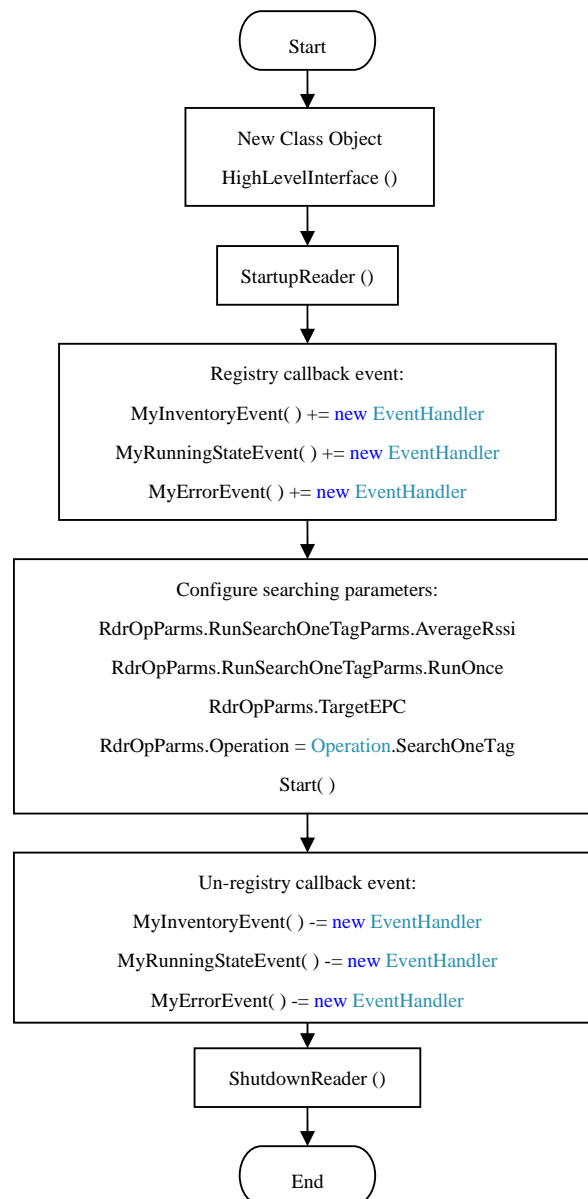 Start
New Class Object
HighLevelInterface ()
StartupReader ()
Registry callback event:
MyInventoryEvent( ) += new EventHandler
MyRunningStateEvent( ) += new EventHandler
MyErrorEvent( ) += new EventHandler
Configure searching parameters:
RdrOpParms.RunSearchOneTagParms.AverageRssi
RdrOpParms.RunSearchOneTagParms.RunOnce
RdrOpParms.TargetEPC
RdrOpParms.Operation = Operation.SearchOneTag
Start( )
Un-registry callback event:
MyInventoryEvent( ) -= new EventHandler
MyRunningStateEvent( ) -= new EventHandler
MyErrorEvent( ) -= new EventHandler
ShutdownReader ()
End